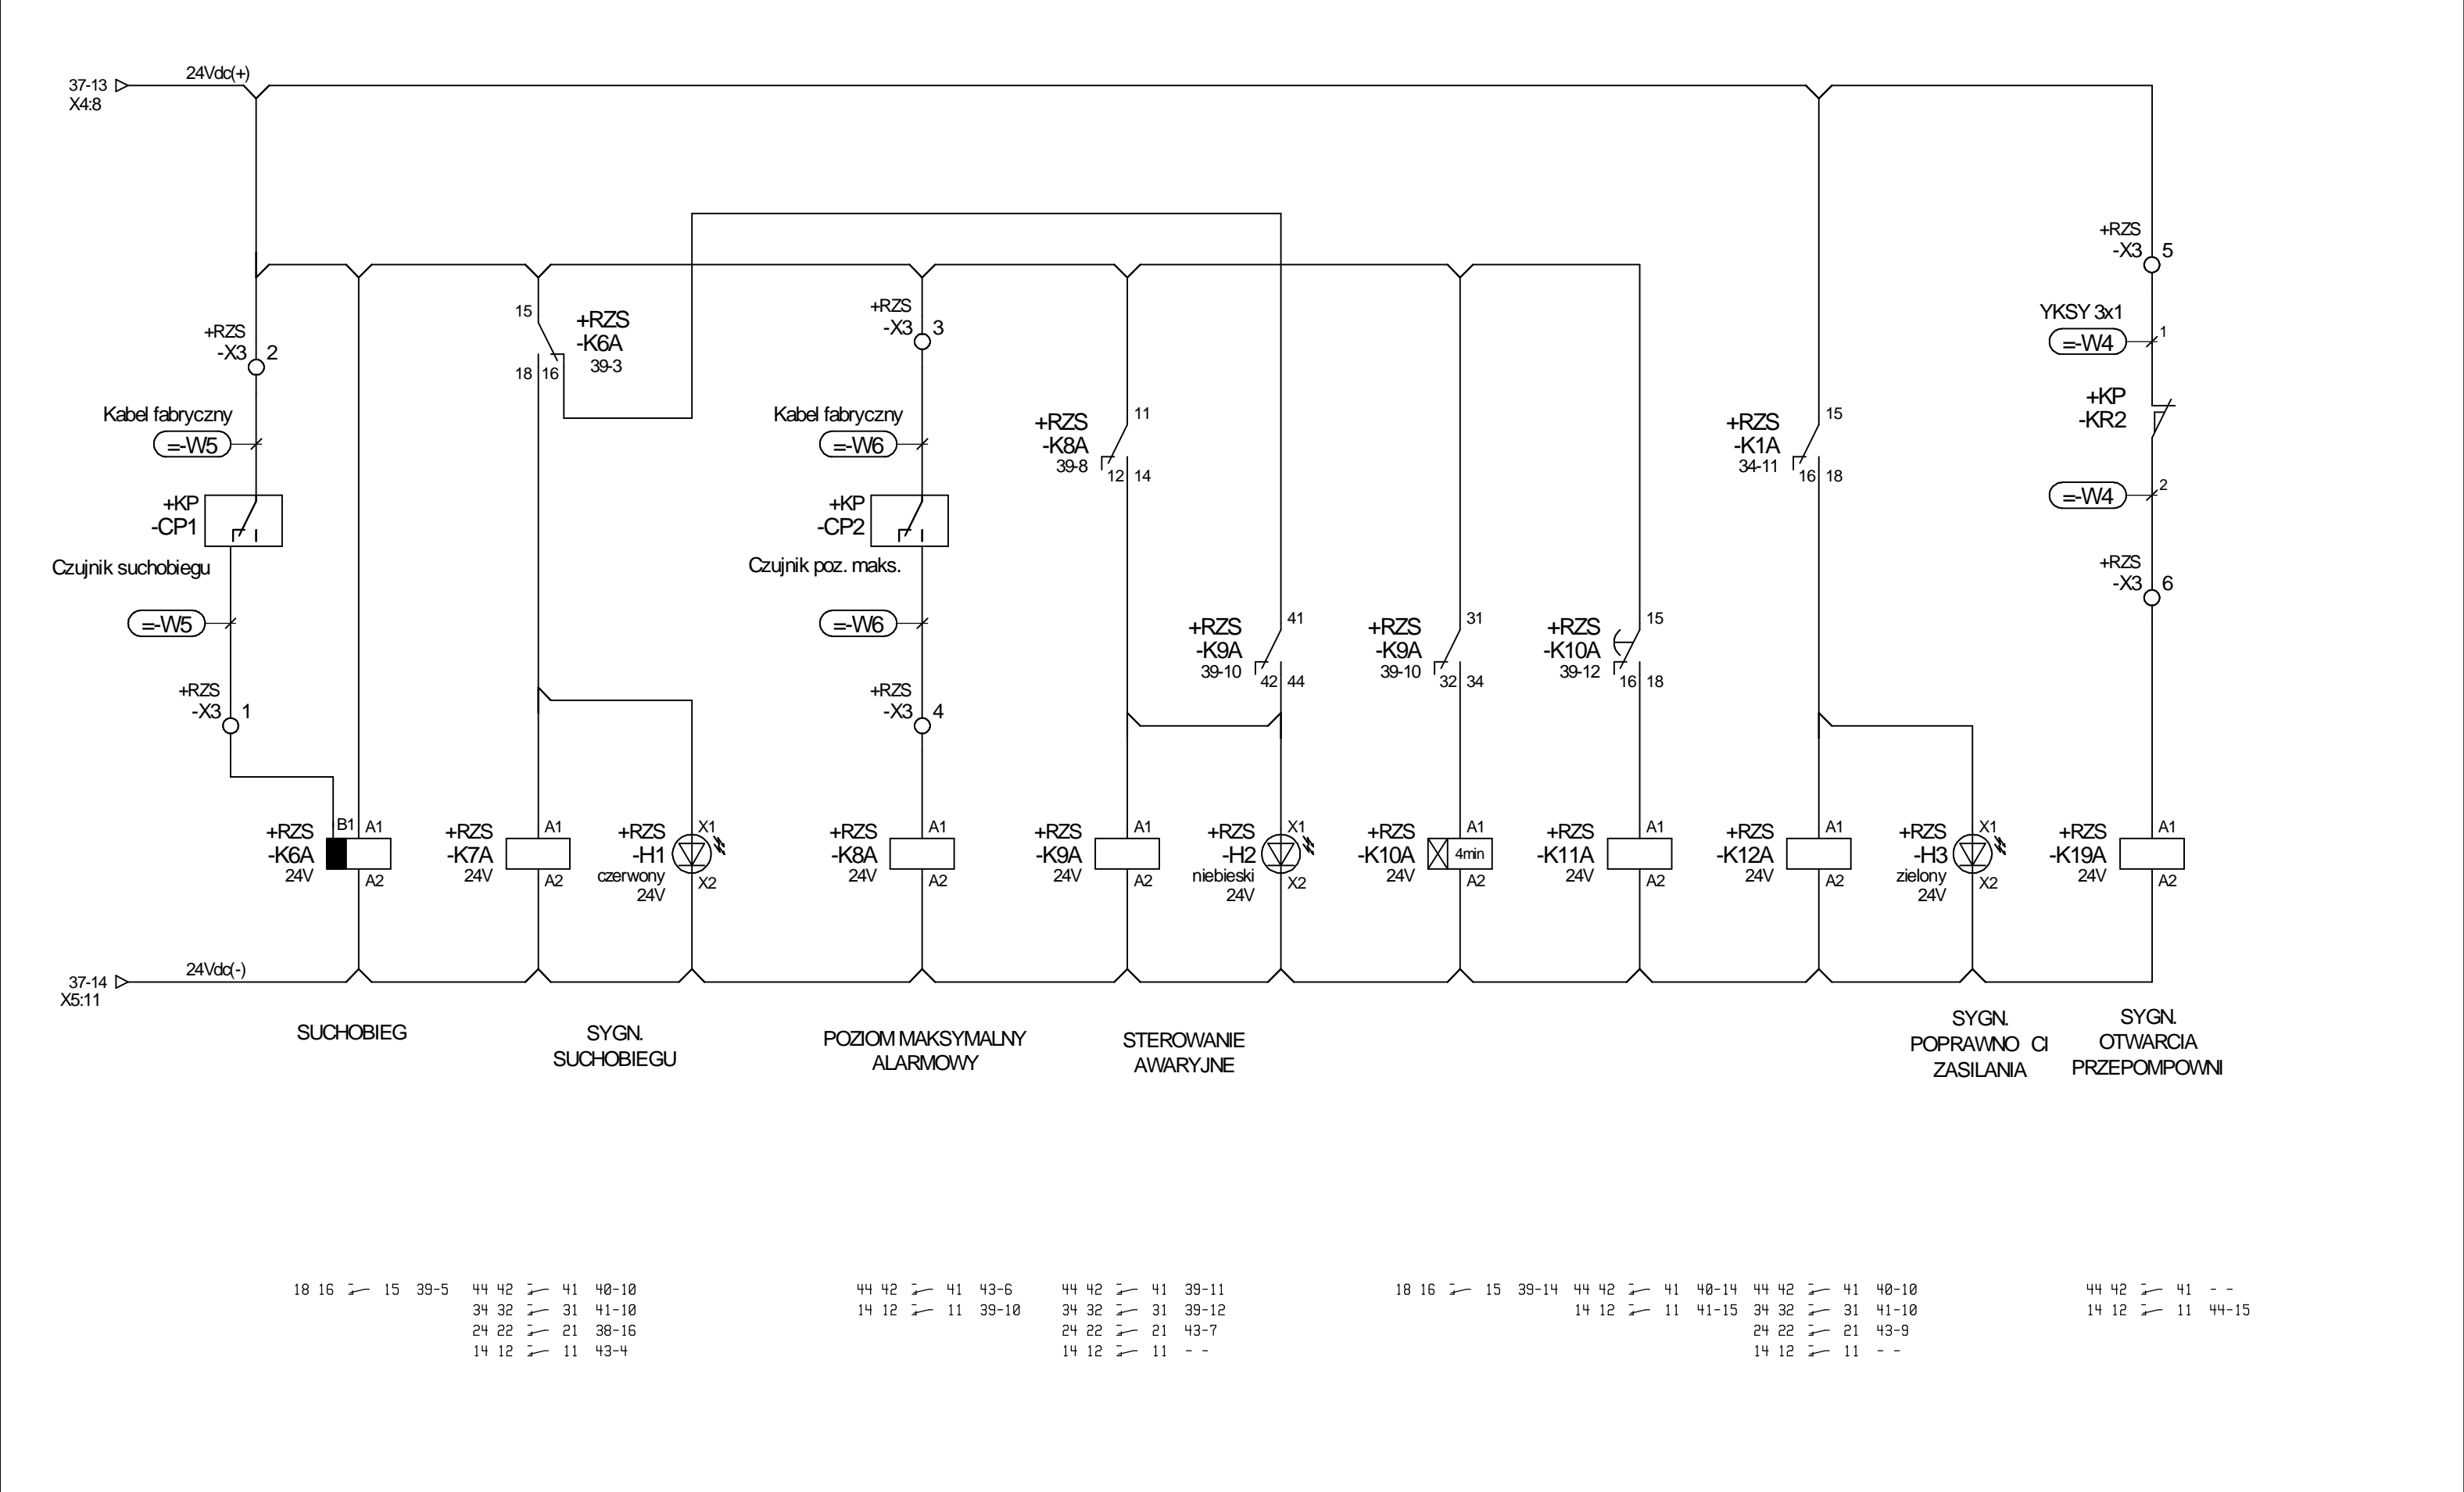 24Vdc(+)
37-13
X4:8
+RZS
-X3 2
Kabel fabryczny
=-W5
+KP
-CP1
Czujnik suchobiegu
=-W5
+RZS
-X3 1
B1 A1
+RZS
-K6A
24V
A2
15
+RZS
-K6A
39-3
18 16
A1
+RZS
-K7A
24V
A2
X1
+RZS
-H1
czerwony
24V
X2
+RZS
-X3 3
Kabel fabryczny
=-W6
+KP
-CP2
Czujnik poz. maks.
=-W6
+RZS
-X3 4
A1
+RZS
-K8A
24V
A2
11
+RZS
-K8A
39-8
12 14
A1
+RZS
-K9A
24V
A2
41
+RZS
-K9A
39-10
42 44
X1
+RZS
-H2
niebieski
24V
X2
31
+RZS
-K9A
39-10
32 34
A1
+RZS
-K10A
4min
24V
A2
15
+RZS
-K10A
39-12
16 18
A1
+RZS
-K11A
24V
A2
15
+RZS
-K1A
34-11
16 18
A1
+RZS
-K12A
24V
A2
X1
+RZS
-H3
zielony
24V
X2
+RZS
-X3 5
YKSY 3x1
=-W4 1
+KP
-KR2
=-W4 2
+RZS
-X3 6
A1
+RZS
-K19A
24V
A2
24Vdc(-)
37-14
X5:11
SUCHOBIEG
SYGN.
SUCHOBIEGU
POZIOM MAKSYMALNY
ALARMOWY
STEROWANIE
AWARYJNE
SYGN.
POPRAWNO CI
ZASILANIA
SYGN.
OTWARCIA
PRZEPOMPOWNI
18 16 15 39-5
44 42 41 40-10
34 32 31 41-10
24 22 21 38-16
14 12 11 43-4
44 42 41 43-6
14 12 11 39-10
44 42 41 39-11
34 32 31 39-12
24 22 21 43-7
14 12 11 - -
18 16 15 39-14
44 42 41 40-14
14 12 11 41-15
44 42 41 40-10
34 32 31 41-10
24 22 21 43-9
14 12 11 - -
44 42 41 - -
14 12 11 44-15